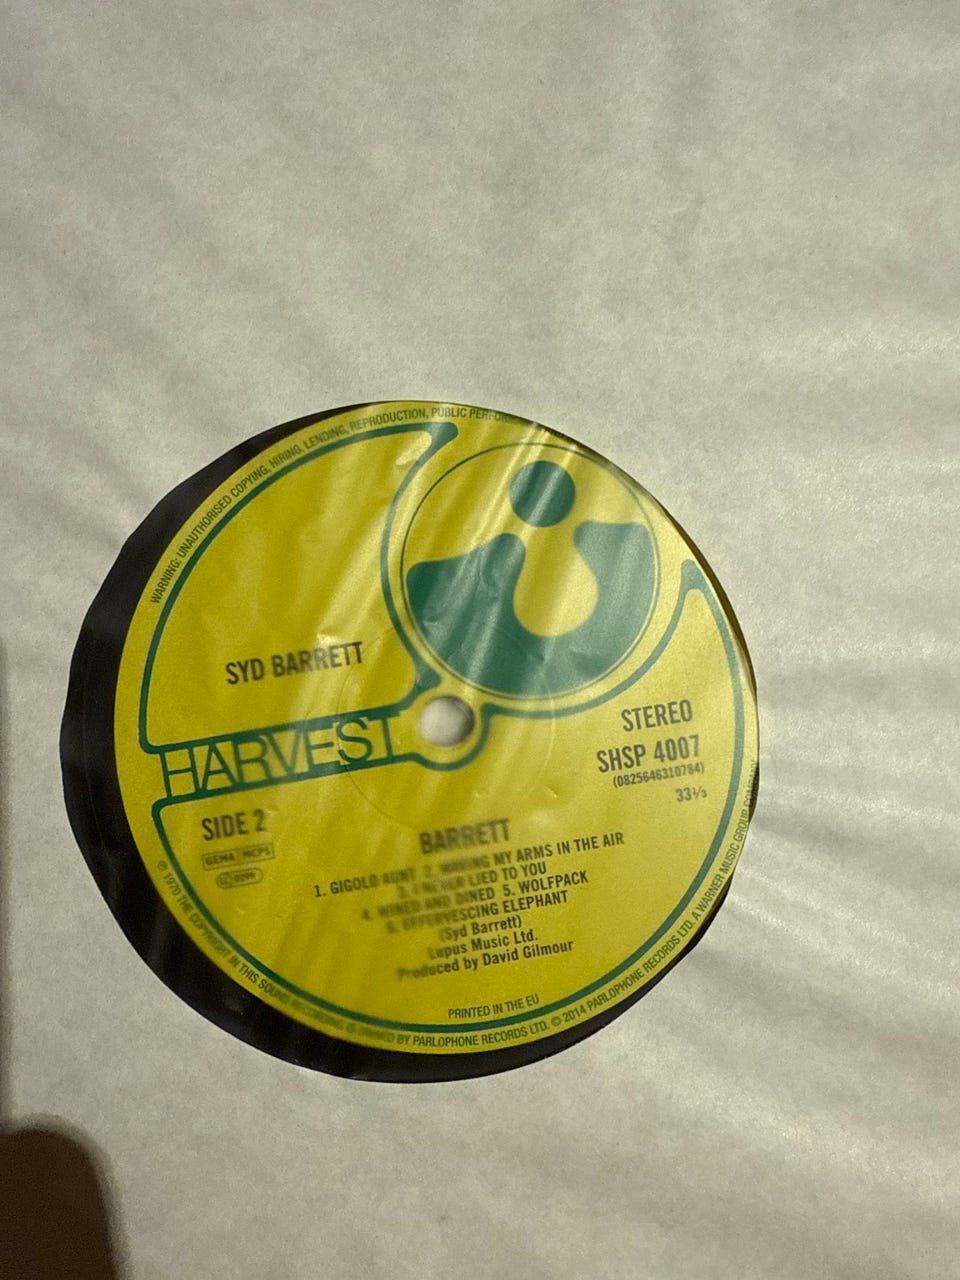 WARNING: UNAUTHORISED COPYING, HIRING, LENDING, REPRODUCTION, PUBLIC
SYD BARRETT
HARVEST
STEREO
SHSP 4007
(0825646310784)
33⅓
SIDE 2
GEMA MCPS
LC 0299
BARRETT
1. GIGOLO AUNT 2. WAVING MY ARMS IN THE AIR
3. I NEVER LIED TO YOU
4. WINED AND DINED 5. WOLFPACK
6. EFFERVESCING ELEPHANT
(Syd Barrett)
Lupus Music Ltd.
Produced by David Gilmour
PRINTED IN THE EU
℗ 1970 THE COPYRIGHT IN THIS SOUND RECORDING IS OWNED BY PARLOPHONE RECORDS LTD. © 2014 PARLOPHONE RECORDS LTD. A WARNER MUSIC GROUP COMPANY